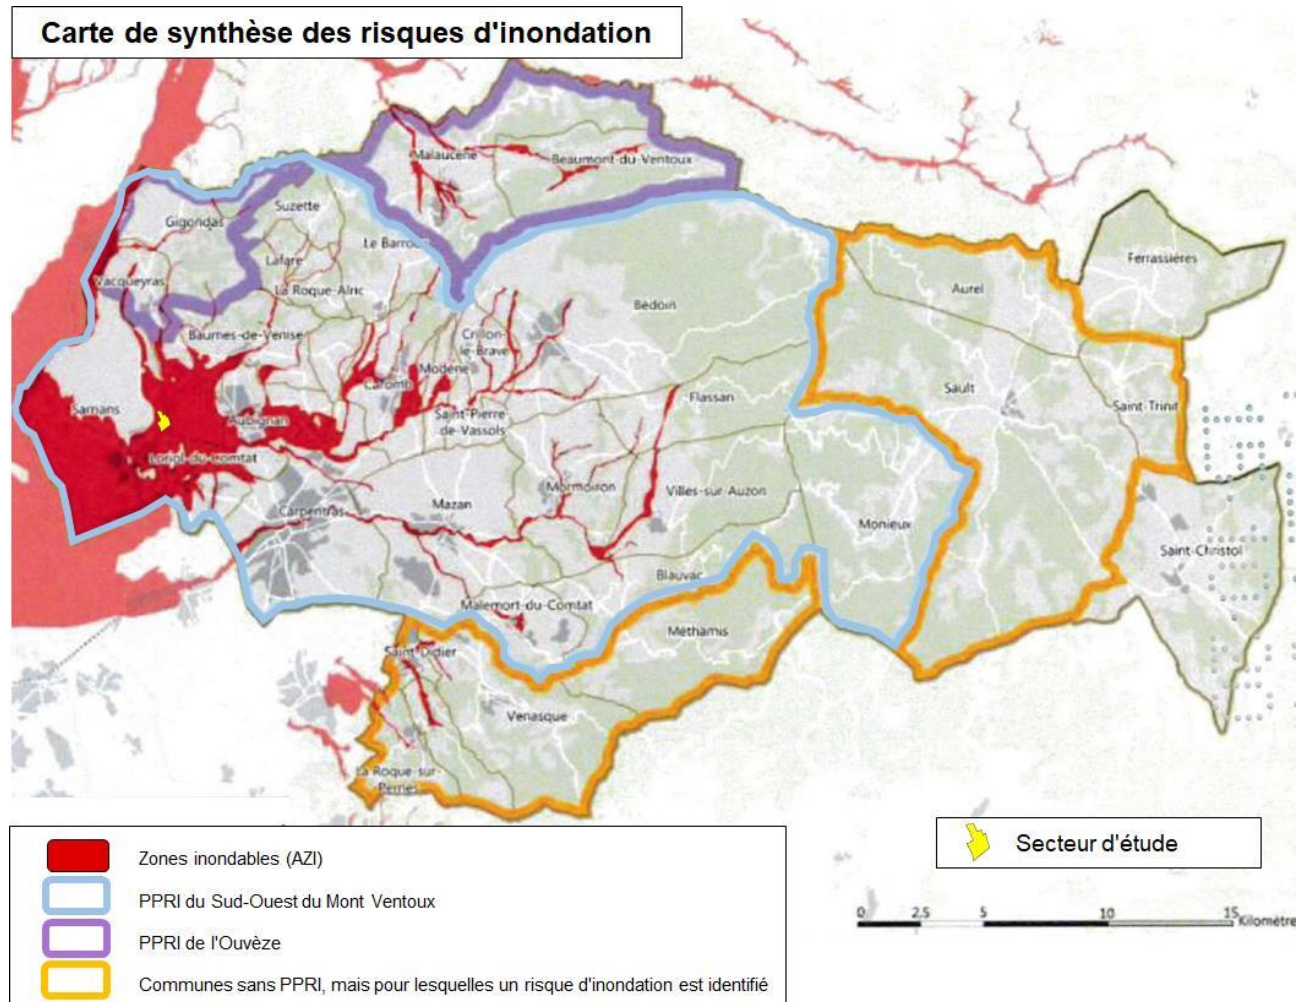 Carte de synthèse des risques d'inondation
Malaucène
Beaumont-du-Ventoux
Suzette
Gigondas
Le Barroux
Ferrassières
Lafare
Vacqueyras
La Roque-Alric
Aurel
Bédoin
Baumes-de-Venise
Crillon-
le-Brave
Modène
Caromb
Flassan
Sault
Saint-Trinit
Sarrians
Aubignan
Saint-Pierre-
de-Vassols
Loriol-du-Comtat
Mormoiron
Villes-sur-Auzon
Mazan
Carpentras
Monieux
Saint-Christol
Blauvac
Malemort-du-Comtat
Méthamis
Saint-Didier
Venasque
La Roque-sur-
Pernes
Zones inondables (AZI)
PPRI du Sud-Ouest du Mont Ventoux
PPRI de l'Ouvèze
Communes sans PPRI, mais pour lesquelles un risque d'inondation est identifié
Secteur d'étude
0 2.5 5 10 15
Kilomètre